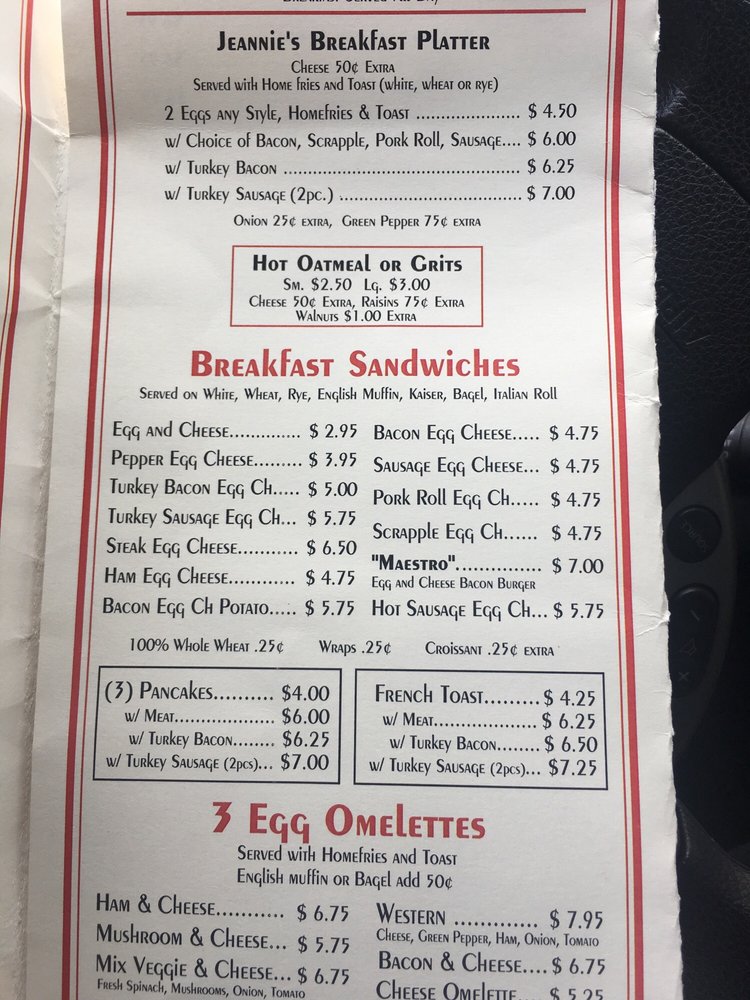 Breakfast Served All Day
Jeannie's Breakfast Platter
Cheese 50¢ Extra
Served with Home fries and Toast (white, wheat or rye)
2 Eggs any Style, Homefries & Toast ..................... $ 4.50
w/ Choice of Bacon, Scrapple, Pork Roll, Sausage.... $ 6.00
w/ Turkey Bacon ................................................ $ 6.25
w/ Turkey Sausage (2pc.) ..................................... $ 7.00
Onion 25¢ extra, Green Pepper 75¢ extra
Hot Oatmeal or Grits
Sm. $2.50 Lg. $3.00
Cheese 50¢ Extra, Raisins 75¢ Extra
Walnuts $1.00 Extra
Breakfast Sandwiches
Served on White, Wheat, Rye, English Muffin, Kaiser, Bagel, Italian Roll
Egg and Cheese.............. $ 2.95
Pepper Egg Cheese......... $ 3.95
Turkey Bacon Egg Ch..... $ 5.00
Turkey Sausage Egg Ch... $ 5.75
Steak Egg Cheese........... $ 6.50
Ham Egg Cheese............ $ 4.75
Bacon Egg Ch Potato..... $ 5.75
Bacon Egg Cheese..... $ 4.75
Sausage Egg Cheese... $ 4.75
Pork Roll Egg Ch..... $ 4.75
Scrapple Egg Ch...... $ 4.75
"Maestro"................ $ 7.00
Egg and Cheese Bacon Burger
Hot Sausage Egg Ch... $ 5.75
100% Whole Wheat .25¢ Wraps .25¢ Croissant .25¢ extra
(3) Pancakes.......... $4.00
w/ Meat.................... $6.00
w/ Turkey Bacon........ $6.25
w/ Turkey Sausage (2pcs)... $7.00
French Toast.........$ 4.25
w/ Meat.................... $ 6.25
w/ Turkey Bacon........ $ 6.50
w/ Turkey Sausage (2pcs)... $7.25
3 Egg Omelettes
Served with Homefries and Toast
English muffin or Bagel add 50¢
Ham & Cheese............ $ 6.75
Mushroom & Cheese... $ 5.75
Mix Veggie & Cheese... $ 6.75
Fresh Spinach, Mushrooms, Onion, Tomato
Western .............. $ 7.95
Cheese, Green Pepper, Ham, Onion, Tomato
Bacon & Cheese.... $ 6.75
Cheese Omelette.... $ 5.25